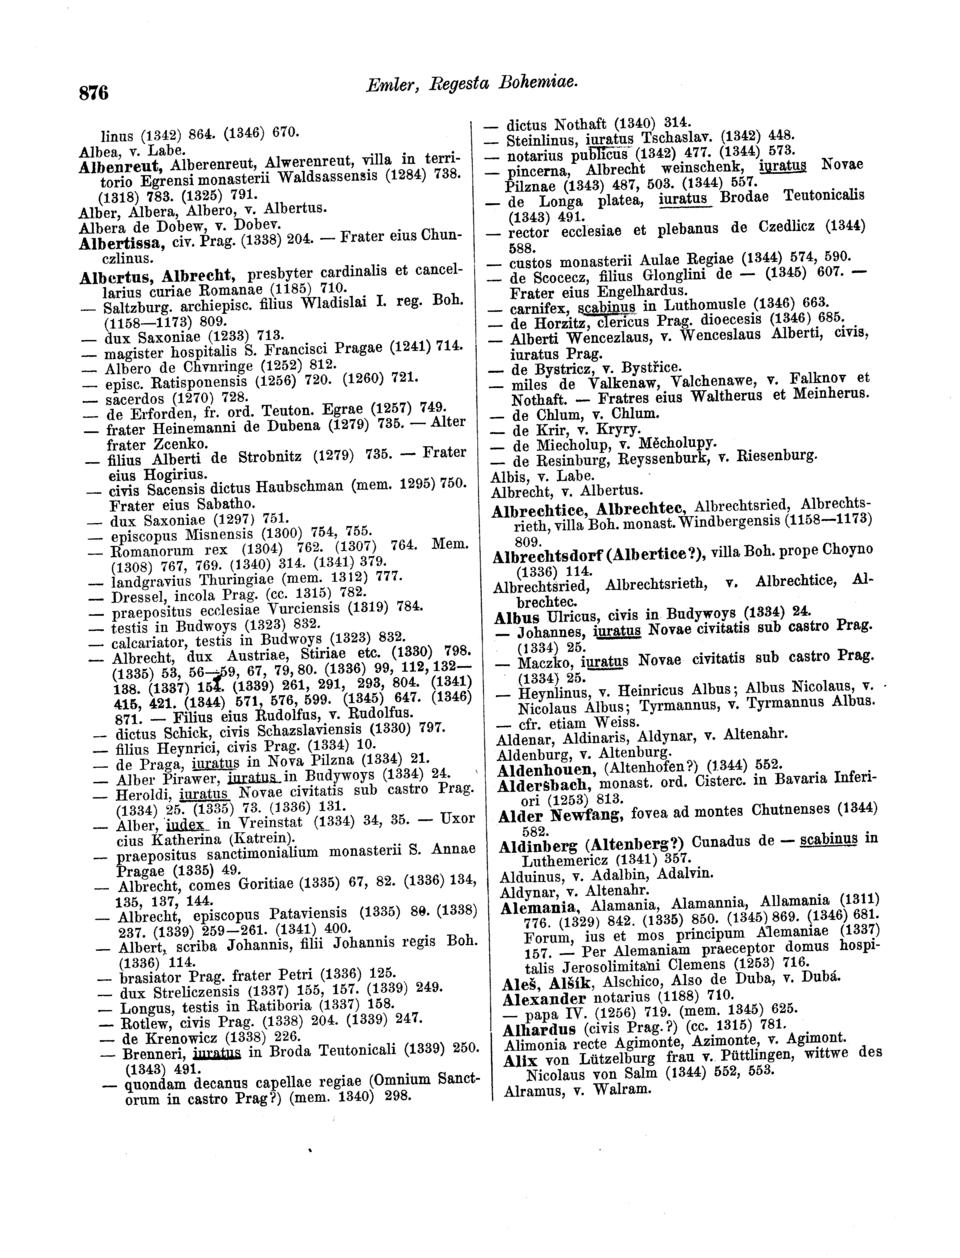 876
Emler, Regesta Bohemiae.
linus (1342) 864. (1346) 670.
Albea, v. Labe.
Albenreut, Alberenreut, Alwerenreut, villa in terri-
torio Egrensi monasterii Waldsassensis (1284) 738.
(1318) 783. (1325) 791.
Alber, Albera, Albero, v. Albertus.
Albera de Dobew, v. Dobev.
Albertissa, civ. Prag. (1338) 204. — Frater eius Chun-
czlinus.
Albertus, Albrecht, presbyter cardinalis et cancel-
larius curiae Romanae (1185) 710.
— Saltzburg. archiepisc. filius Wladislai I. reg. Boh.
(1158—1173) 809.
— dux Saxoniae (1233) 713.
— magister hospitalis S. Francisci Pragae (1241) 714.
— Albero de Chvnringe (1252) 812.
— episc. Ratisponensis (1256) 720. (1260) 721.
— sacerdos (1270) 728.
— de Erforden, fr. ord. Teuton. Egrae (1257) 749.
— frater Heinemanni de Dubena (1279) 735. — Alter
frater Zcenko.
— filius Alberti de Strobnitz (1279) 735. — Frater
eius Hogirius.
— civis Sacensis dictus Haubschman (mem. 1295) 750.
Frater eius Sabatho.
— dux Saxoniae (1297) 751.
— episcopus Misnensis (1300) 754, 755.
— Romanorum rex (1304) 762. (1307) 764. Mem.
(1308) 767, 769. (1340) 314. (1341) 379.
— landgravius Thuringiae (mem. 1312) 777.
— Dressel, incola Prag. (cc. 1315) 782.
— praepositus ecclesiae Vurciensis (1319) 784.
— testis in Budwoys (1323) 832.
— calcariator, testis in Budwoys (1323) 832.
— Albrecht, dux Austriae, Stiriae etc. (1330) 798.
(1335) 53, 56—59, 67, 79, 80. (1336) 99, 112, 132—
138. (1337) 154. (1339) 261, 291, 293, 804. (1341)
415, 421. (1344) 571, 576, 599. (1345) 647. (1346)
871. — Filius eius Rudolfus, v. Rudolfus.
— dictus Schick, civis Schazslaviensis (1330) 797.
— filius Heynrici, civis Prag. (1334) 10.
— de Praga, iuratus in Nova Pilzna (1334) 21.
— Alber Pirawer, iuratus in Budywoys (1334) 24.
— Heroldi, iuratus Novae civitatis sub castro Prag.
(1334) 25. (1335) 73. (1336) 131.
— Alber, iudex in Vreinstat (1334) 34, 35. — Uxor
cius Katherina (Katrein).
— praepositus sanctimonialium monasterii S. Annae
Pragae (1335) 49.
— Albrecht, comes Goritiae (1335) 67, 82. (1336) 134,
135, 137, 144.
— Albrecht, episcopus Pataviensis (1335) 80. (1338)
237. (1339) 259—261. (1341) 400.
— Albert, scriba Johannis, filii Johannis regis Boh.
(1336) 114.
— brasiator Prag. frater Petri (1336) 125.
— dux Streliczensis (1337) 155, 157. (1339) 249.
— Longus, testis in Ratiboria (1337) 158.
— Rotlew, civis Prag. (1338) 204. (1339) 247.
— de Krenowicz (1338) 226.
— Brenneri, iuratus in Broda Teutonicali (1339) 250.
(1343) 491.
— quondam decanus capellae regiae (Omnium Sanct-
orum in castro Prag?) (mem. 1340) 298.
— dictus Nothaft (1340) 314.
— Steinlinus, iuratus Tschaslav. (1342) 448.
— notarius publicus (1342) 477. (1344) 573.
— pincerna, Albrecht weinschenk, iuratus Novae
Pilznae (1343) 487, 503. (1344) 557.
— de Longa platea, iuratus Brodae Teutonicalis
(1343) 491.
— rector ecclesiae et plebanus de Czedlicz (1344)
588.
— custos monasterii Aulae Regiae (1344) 574, 590.
— de Scocecz, filius Glonglini de — (1345) 607. —
Frater eius Engelhardus.
— carnifex, scabinus in Luthomusle (1346) 663.
— de Horzitz, clericus Prag. dioecesis (1346) 685.
— Alberti Wencezlaus, v. Wenceslaus Alberti, civis,
iuratus Prag.
— de Bystricz, v. Bystřice.
— miles de Valkenaw, Valchenawe, v. Falknov et
Nothaft. — Fratres eius Waltherus et Meinherus.
— de Chlum, v. Chlum.
— de Krir, v. Kryry.
— de Miecholup, v. Měcholupy.
— de Resinburg, Reyssenburk, v. Riesenburg.
Albis, v. Labe.
Albrecht, v. Albertus.
Albrechtice, Albrechtec, Albrechtsried, Albrechts-
rieth, villa Boh. monast. Windbergensis (1158—1173)
809.
Albrechtsdorf (Albertice?), villa Boh. prope Choyno
(1336) 114.
Albrechtsried, Albrechtsrieth, v. Albrechtice, Al-
brechtec.
Albus Ulricus, civis in Budywoys (1334) 24.
— Johannes, iuratus Novae civitatis sub castro Prag.
(1334) 25.
— Maczko, iuratus Novae civitatis sub castro Prag.
(1334) 25.
— Heynlinus, v. Heinricus Albus; Albus Nicolaus, v.
Nicolaus Albus; Tyrmannus, v. Tyrmannus Albus.
— cfr. etiam Weiss.
Aldenar, Aldinaris, Aldynar, v. Altenahr.
Aldenburg, v. Altenburg.
Aldenhouen, (Altenhofen?) (1344) 552.
Aldersbach, monast. ord. Cisterc. in Bavaria Inferi-
ori (1253) 813.
Alder Newfang, fovea ad montes Chutnenses (1344)
582.
Aldinberg (Altenberg?) Cunadus de — scabinus in
Luthemericz (1341) 357.
Alduinus, v. Adalbin, Adalvin.
Aldynar, v. Altenahr.
Alemania, Alamania, Alamannia, Allamania (1311)
776. (1329) 842. (1335) 850. (1345) 869. (1346) 681.
Forum, ius et mos principum Alemaniae (1337)
157. — Per Alemaniam praeceptor domus hospi-
talis Jerosolimitani Clemens (1253) 716.
Aleš, Alšík, Alschico, Also de Duba, v. Dubá.
Alexander notarius (1188) 710.
— papa IV. (1256) 719. (mem. 1345) 625.
Alhardus (civis Prag.?) (cc. 1315) 781.
Alimonia recte Agimonte, Azimonte, v. Agimont.
Alix von Lützelburg frau v. Püttlingen, wittwe des
Nicolaus von Salm (1344) 552, 553.
Alramus, v. Walram.